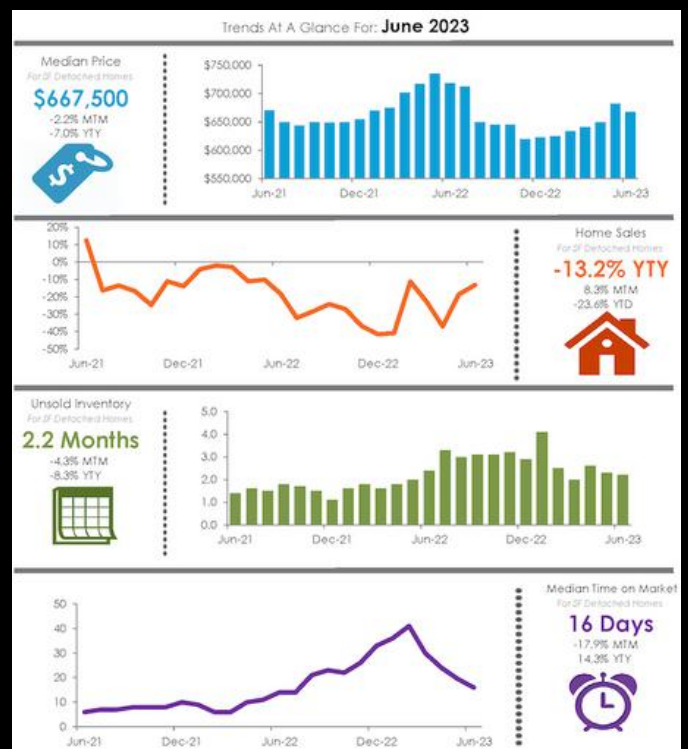 Trends At A Glance For: June 2023
Median Price
For SF Detached Homes
$667,500
-2.2% MTM
-7.0% YTY
$
$750,000
$700,000
$650,000
$600,000
$550,000
Jun-21 Dec-21 Jun-22 Dec-22 Jun-23
20%
10%
0%
-10%
-20%
-30%
-40%
-50%
Jun-21 Dec-21 Jun-22 Dec-22 Jun-23
Home Sales
For SF Detached Homes
-13.2% YTY
8.3% MTM
-23.6% YTD
Unsold Inventory
For SF Detached Homes
2.2 Months
-4.3% MTM
-8.3% YTY
5.0
4.0
3.0
2.0
1.0
0.0
Jun-21 Dec-21 Jun-22 Dec-22 Jun-23
50
40
30
20
10
0
Jun-21 Dec-21 Jun-22 Dec-22 Jun-23
Median Time on Market
For SF Detached Homes
16 Days
-17.9% MTM
14.3% YTY